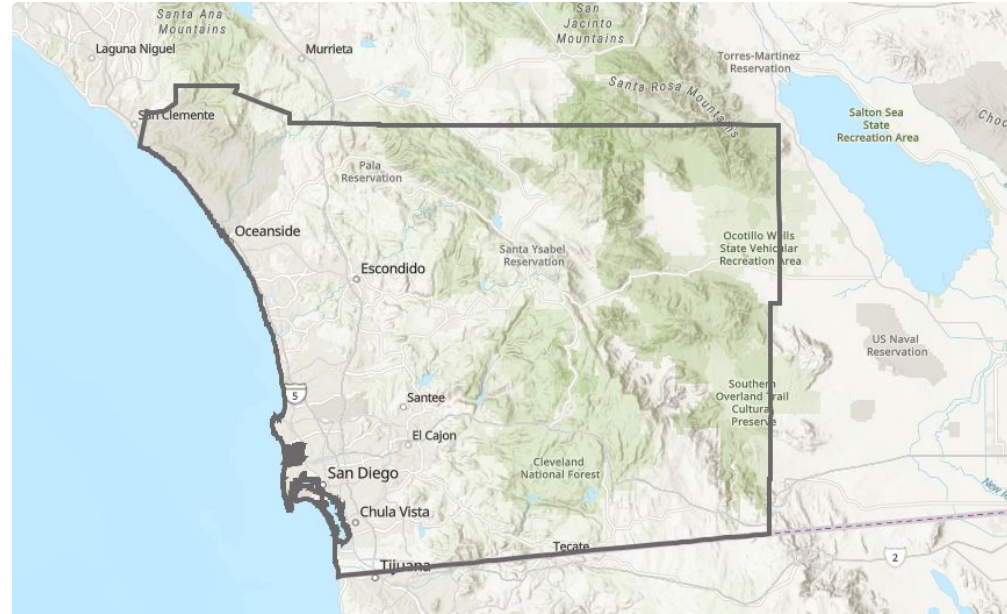 Santa Ana
Mountains
San
Jacinto
Mountains
Laguna Niguel
Murrieta
Torres-Martinez
Reservation
Santa Rosa Mountains
San Clemente
Salton Sea
State
Recreation Area
Choc
Pala
Reservation
Oceanside
Santa Ysabel
Reservation
Ocotillo Wells
State Vehicular
Recreation Area
Escondido
US Naval
Reservation
5
Santee
Southern
Overland Trail
Cultural
Preserve
El Cajon
San Diego
Cleveland
National Forest
New
Chula Vista
Tecate
Tijuana
2